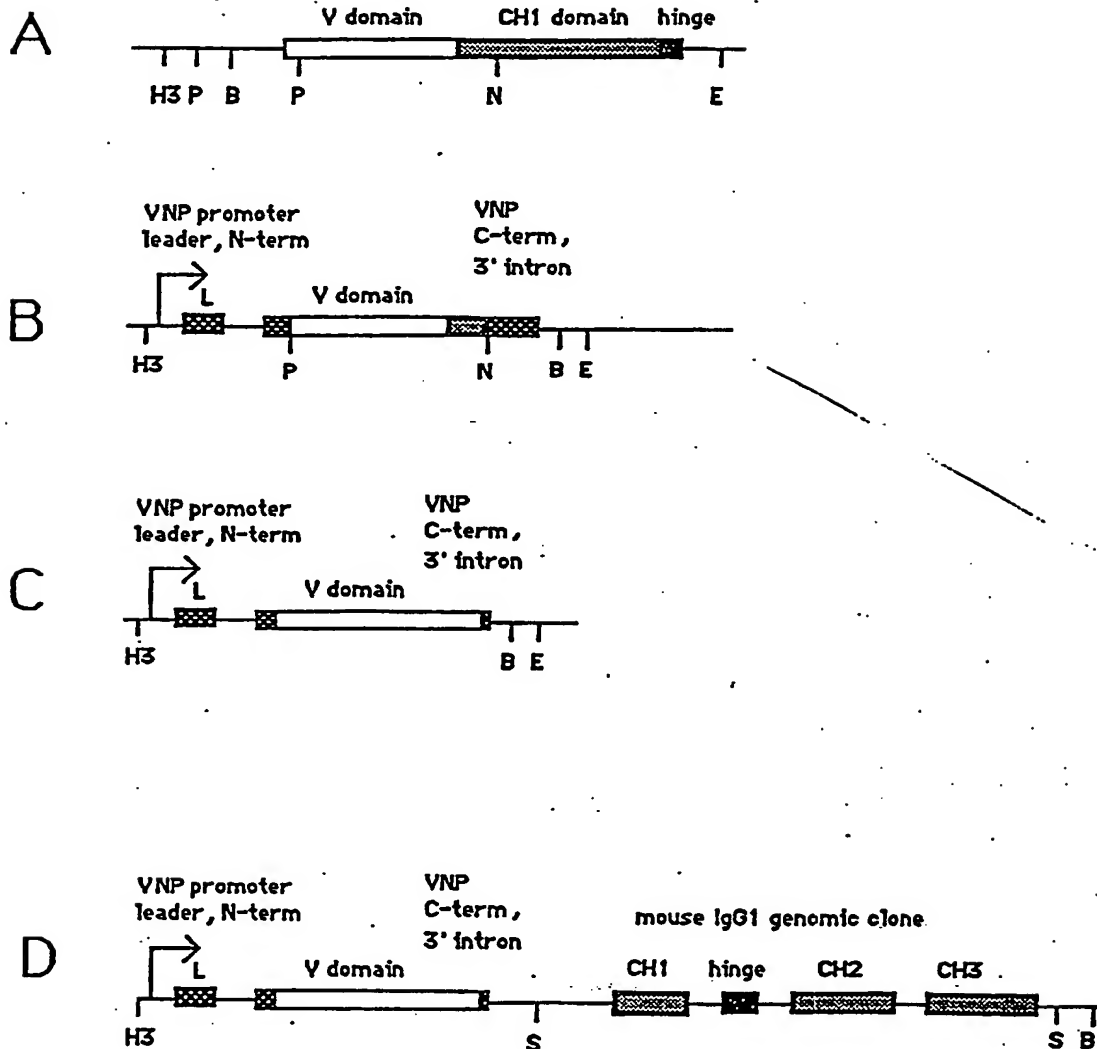 A
V domain CH1 domain hinge
H3 P B P N E
VNP promoter
leader, N-term
VNP
C-term,
3' intron
B
L
V domain
H3 P N B E
VNP promoter
leader, N-term
VNP
C-term,
3' intron
C
L
V domain
H3 B E
VNP promoter
leader, N-term
VNP
C-term,
3' intron
mouse IgG1 genomic clone
D
L
V domain
CH1 hinge CH2 CH3
H3 S S B